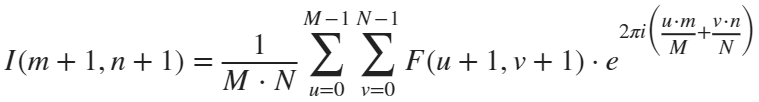 I(m + 1, n + 1) = \frac{1}{M \cdot N} \sum_{u=0}^{M-1} \sum_{v=0}^{N-1} F(u + 1, v + 1) \cdot e^{2\pi i \left( \frac{u \cdot m}{M} + \frac{v \cdot n}{N} \right)}